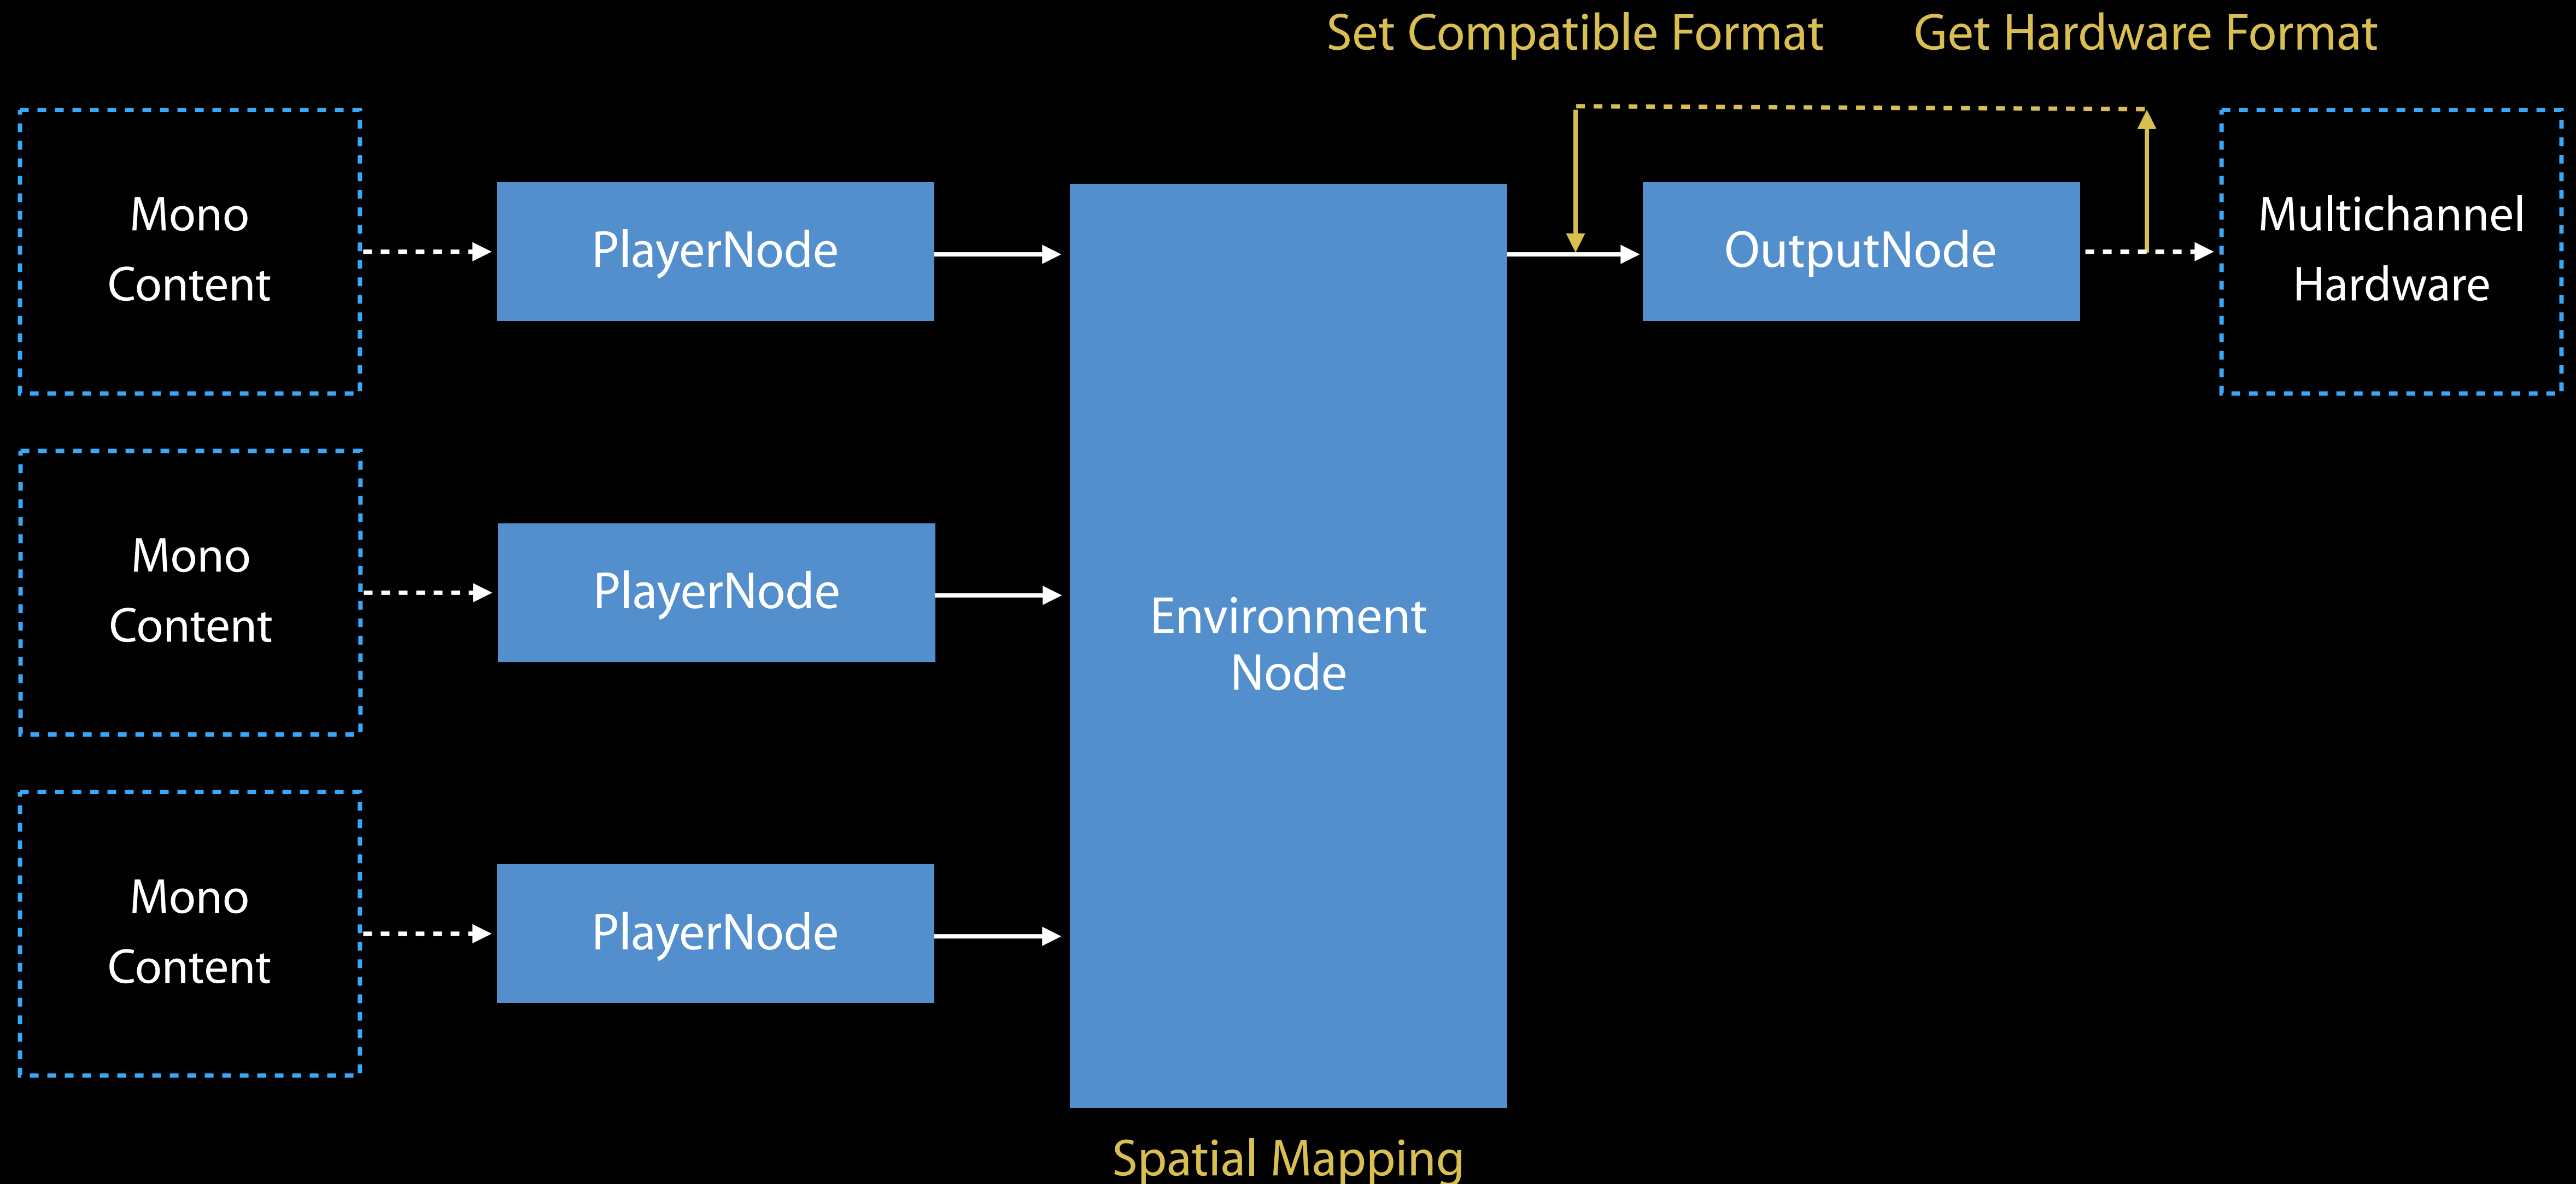 Set Compatible Format
Get Hardware Format
Mono
Content
PlayerNode
OutputNode
Multichannel
Hardware
Mono
Content
PlayerNode
Environment
Node
Mono
Content
PlayerNode
Spatial Mapping